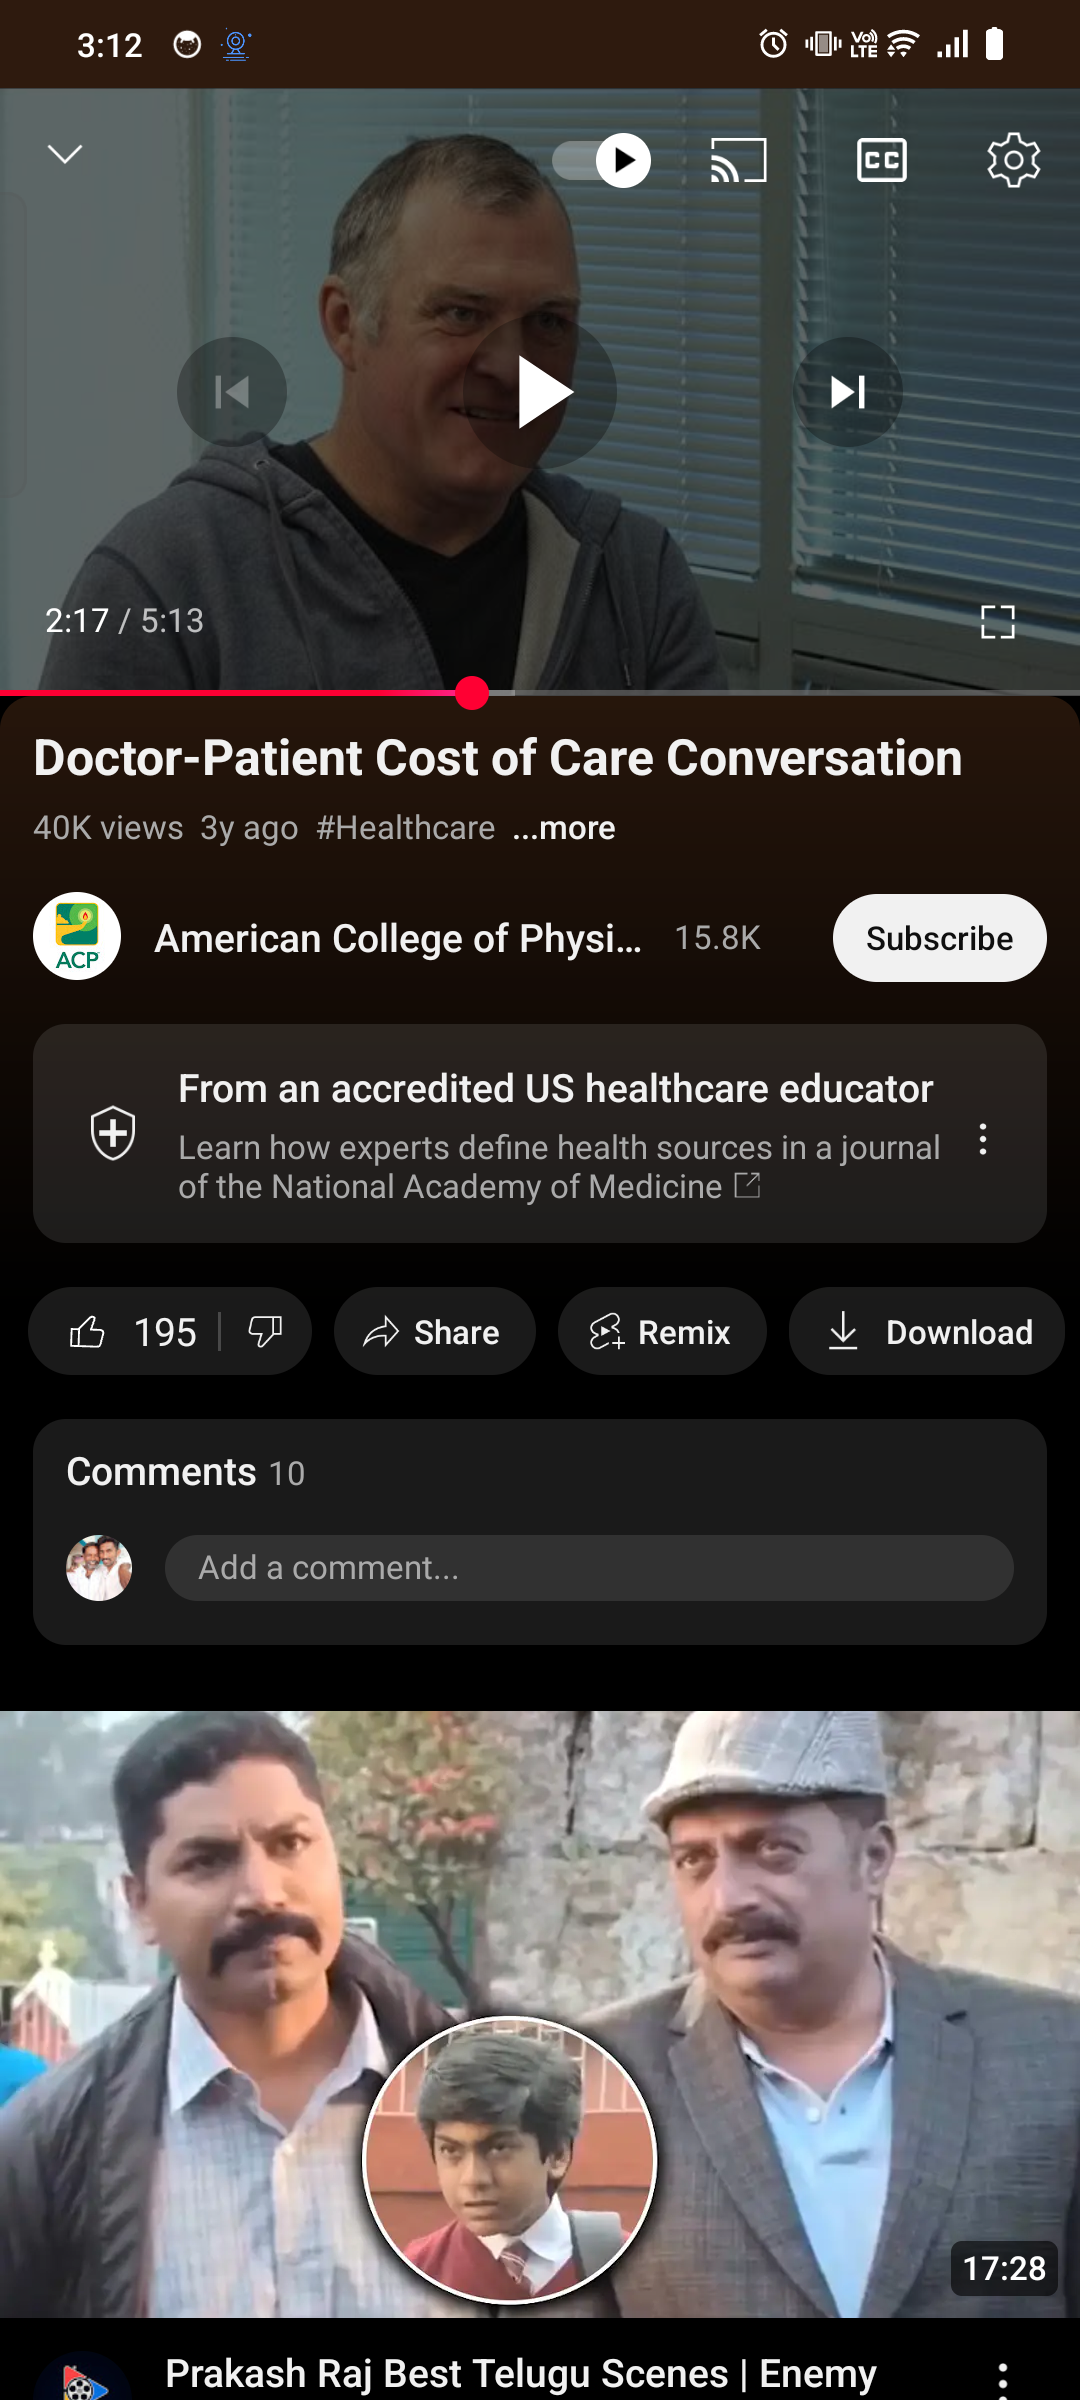 3:12
Vo) LTE
CC
2:17 / 5:13
Doctor-Patient Cost of Care Conversation
40K views 3y ago #Healthcare ...more
ACP
American College of Physi... 15.8K
Subscribe
From an accredited US healthcare educator
Learn how experts define health sources in a journal
of the National Academy of Medicine
195
Share
Remix
Download
Comments 10
Add a comment...
17:28
Prakash Raj Best Telugu Scenes | Enemy